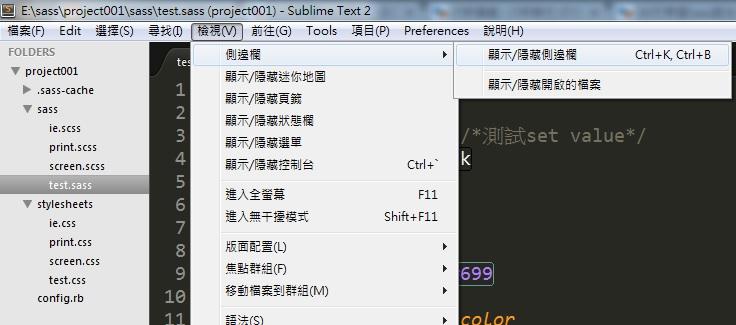 E:\sass\project001\sass\test.sass (project001) - Sublime Text 2
檔案(F) Edit 選擇(S) 尋找(I) 檢視(V) 前往(G) Tools 項目(P) Preferences 說明(H)
FOLDERS
project001
.sass-cache
sass
ie.scss
print.scss
screen.scss
test.sass
stylesheets
ie.css
print.css
screen.css
test.css
config.rb
tes
1
2
3
4
5
6
7
8
9
10
11
側邊欄
顯示/隱藏迷你地圖
顯示/隱藏頁籤
顯示/隱藏狀態欄
顯示/隱藏選單
顯示/隱藏控制台 Ctrl+`
進入全螢幕 F11
進入無干擾模式 Shift+F11
版面配置(L)
焦點群組(F)
移動檔案到群組(M)
語法(S)
顯示/隱藏側邊欄 Ctrl+K, Ctrl+B
顯示/隱藏開啟的檔案
/*測試set value*/
k
699
color